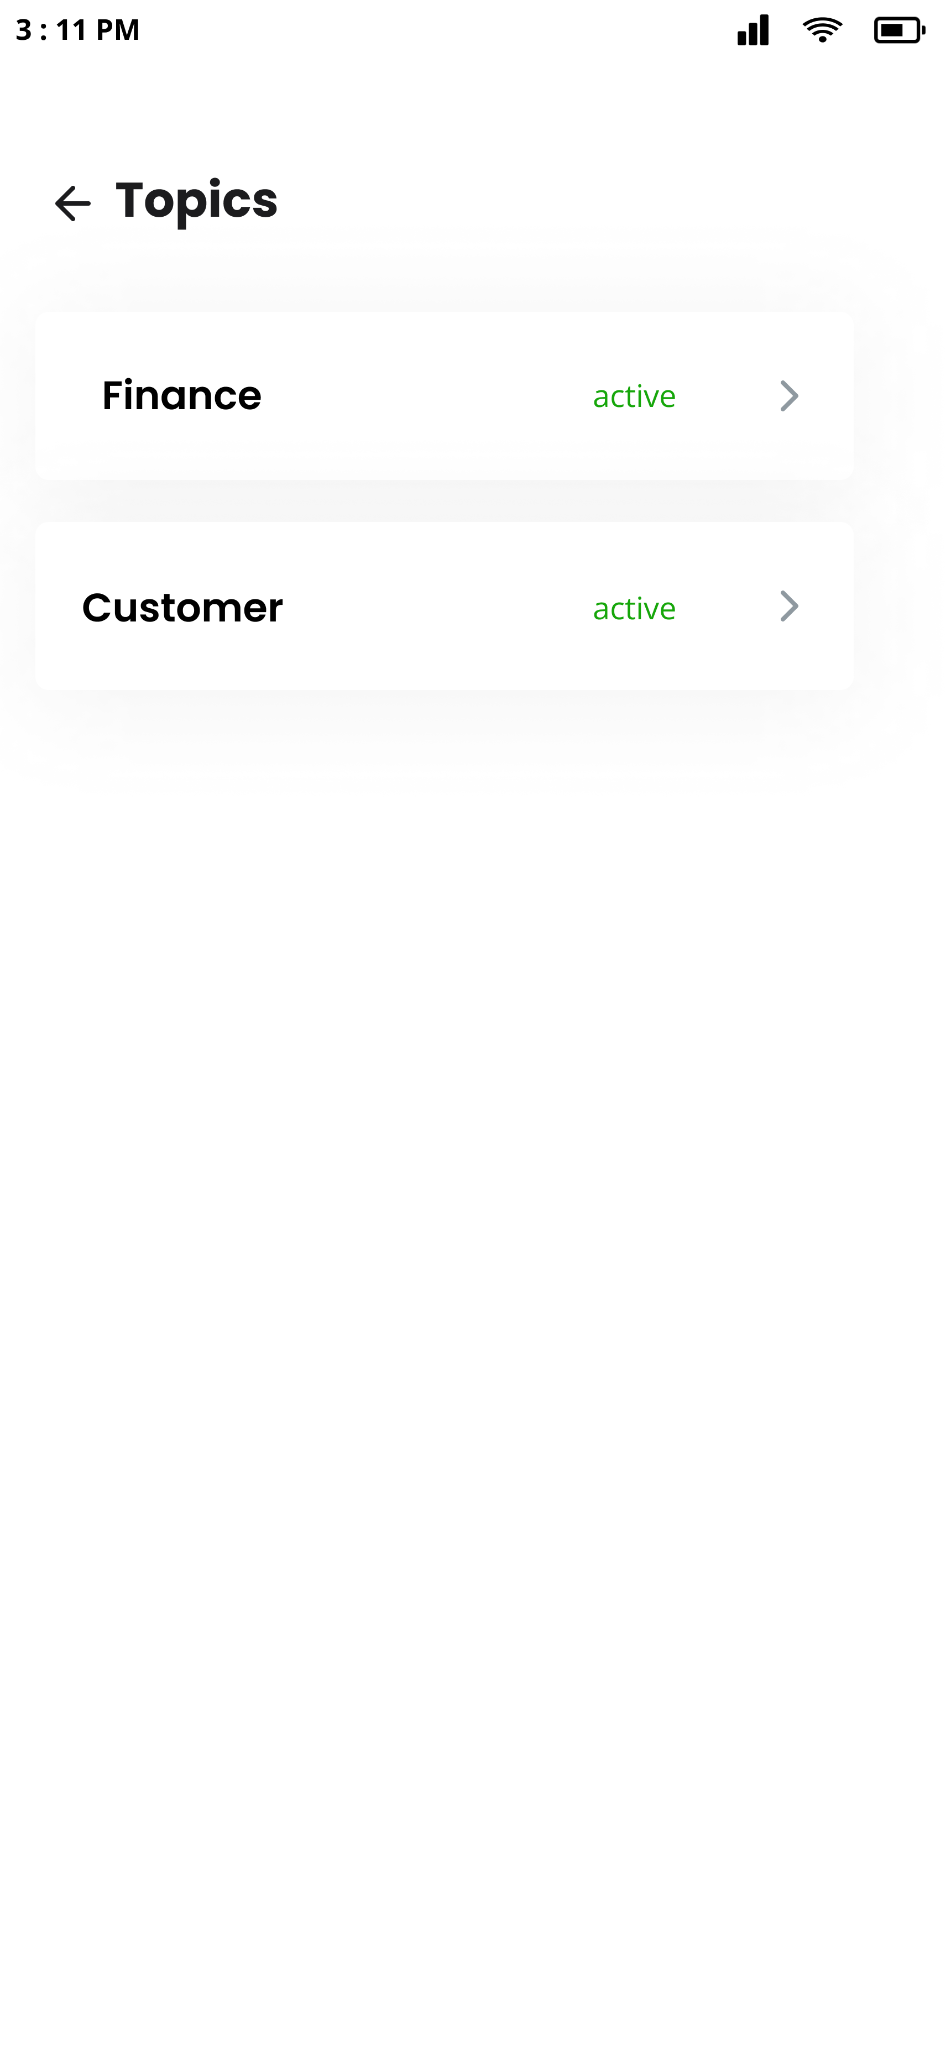 3 : 11 PM
Topics
Finance active
Customer active